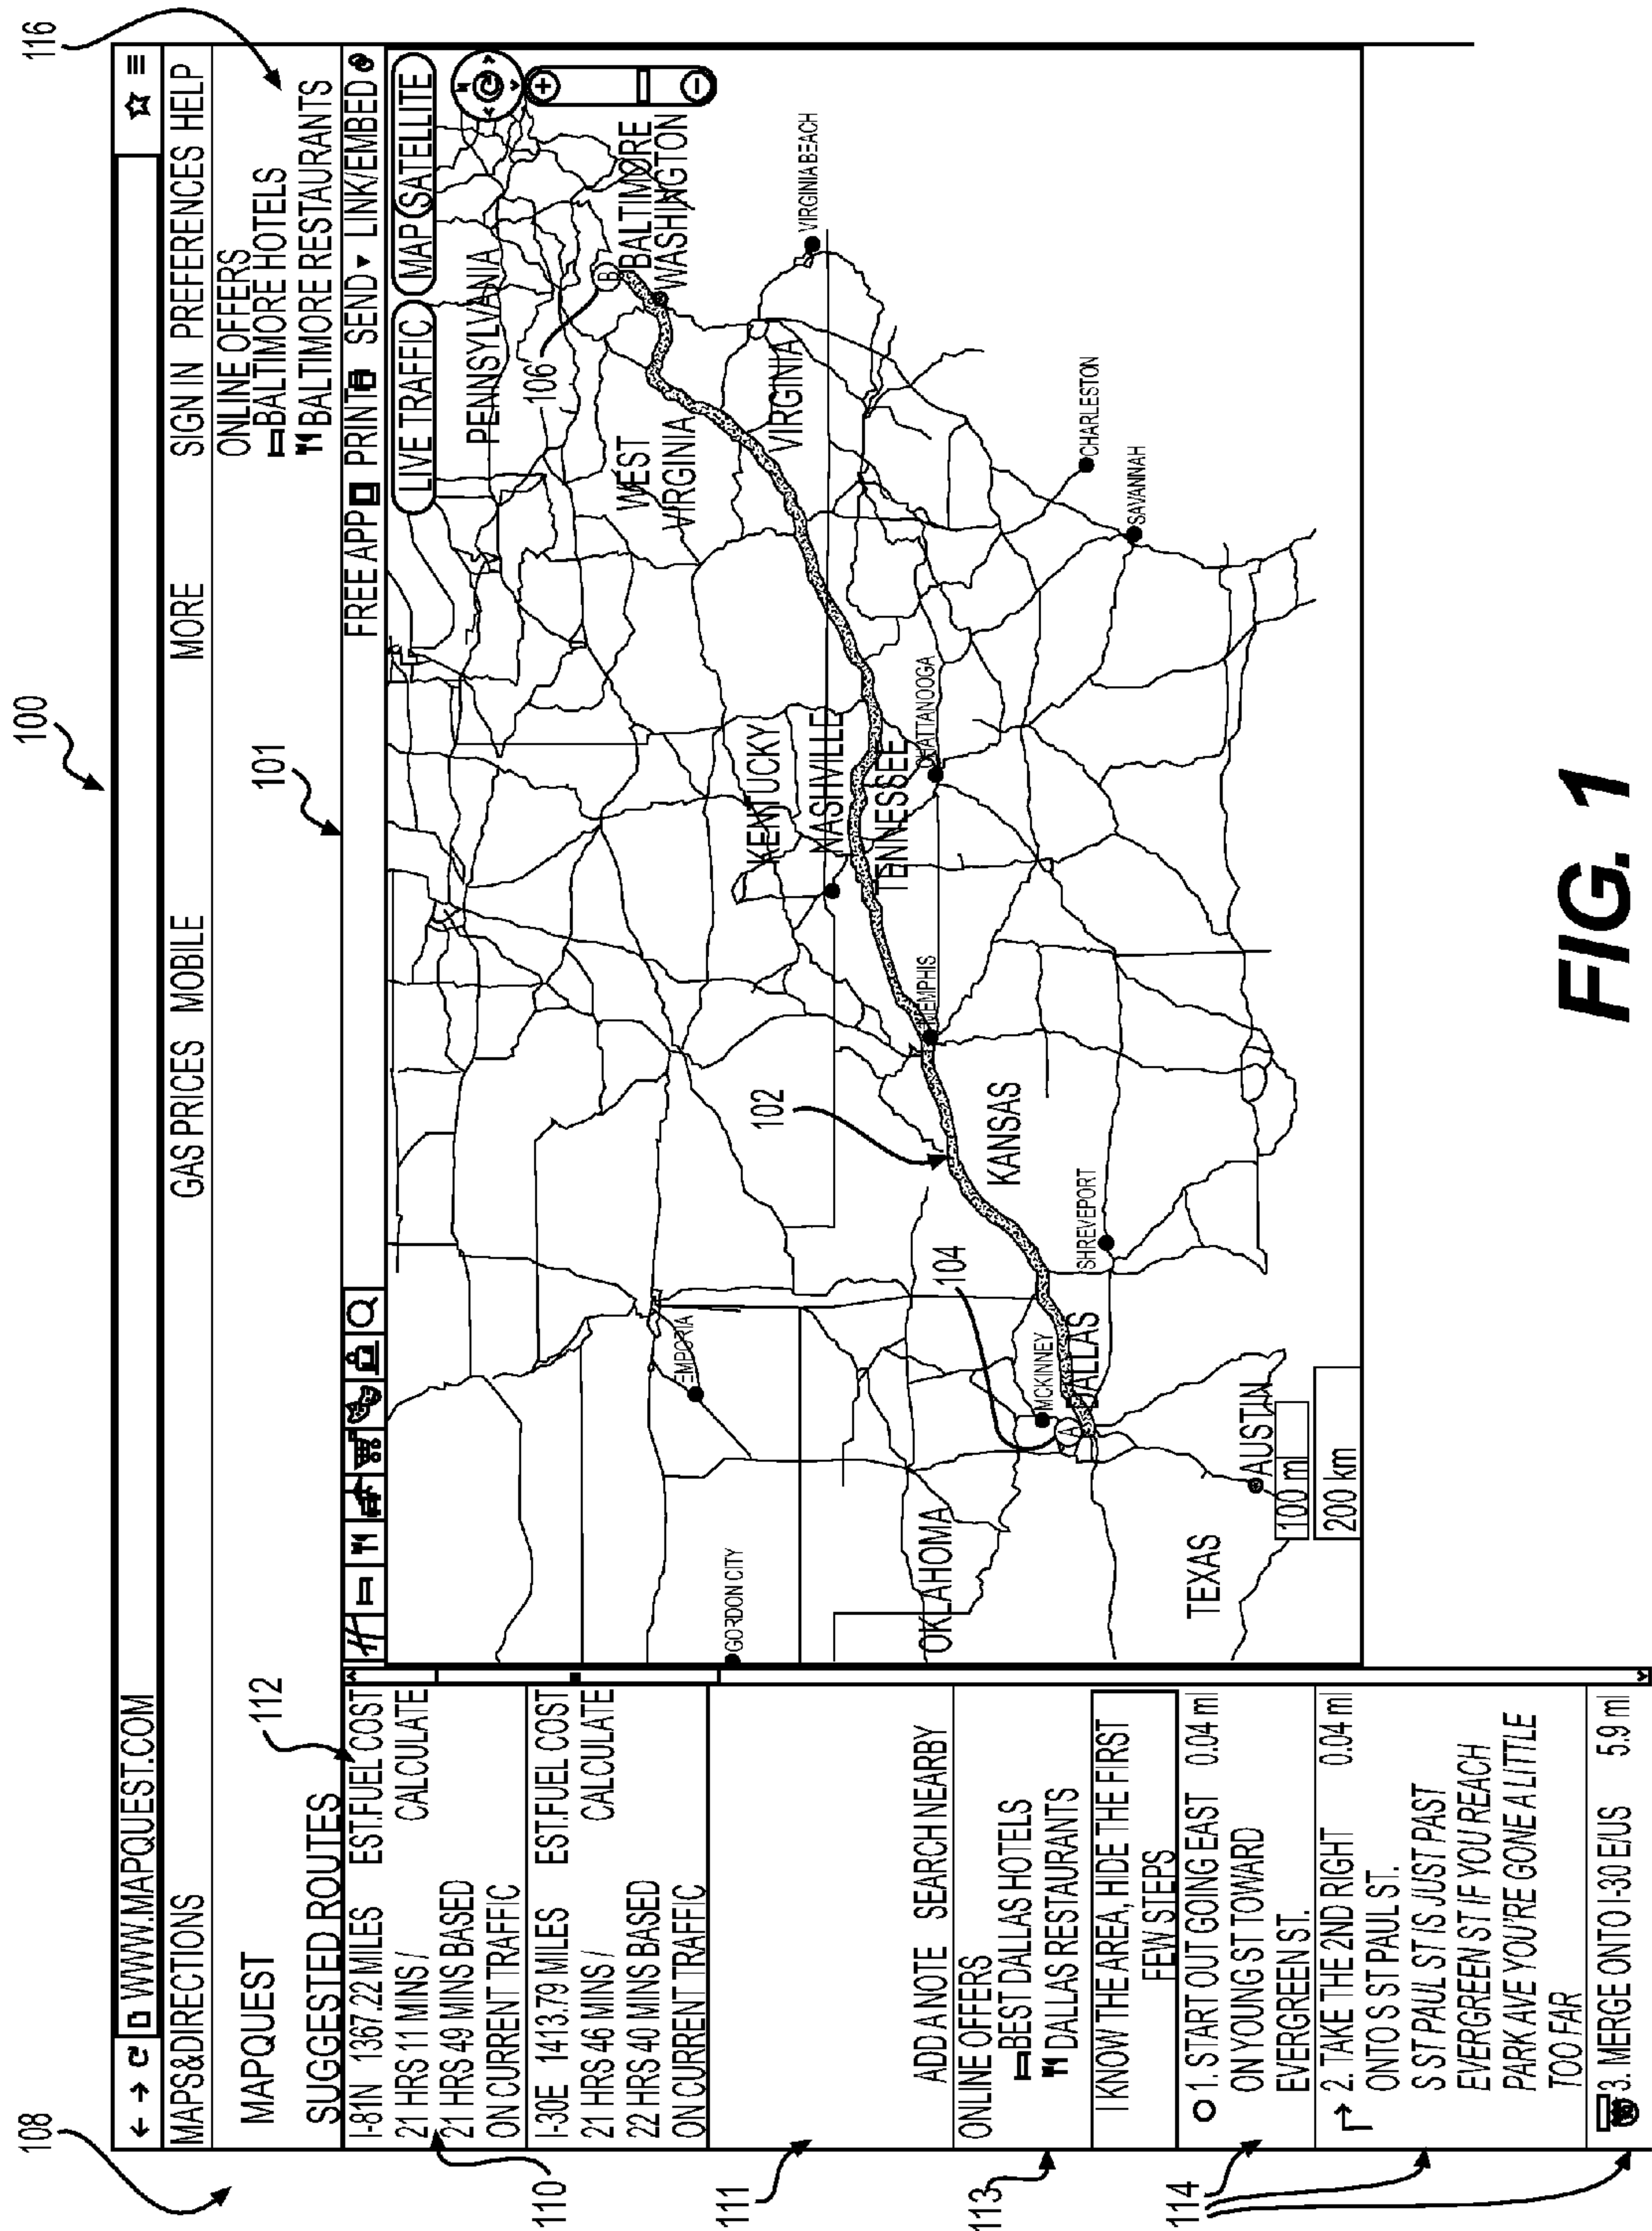 100
108
116
WWW.MAPQUEST.COM
MAPS&DIRECTIONS GAS PRICES MOBILE MORE SIGN IN PREFERENCES HELP
MAPQUEST
SUGGESTED ROUTES
112
101
ONLINE OFFERS
BALTIMORE HOTELS
BALTIMORE RESTAURANTS
FREE APP PRINT SEND LINK/EMBED
I-81N 1367.22 MILES EST.FUEL COST
21 HRS 11 MINS / CALCULATE
21 HRS 49 MINS BASED
ON CURRENT TRAFFIC
110
I-30E 1413.79 MILES EST.FUEL COST
21 HRS 46 MINS / CALCULATE
22 HRS 40 MINS BASED
ON CURRENT TRAFFIC
111
ADD A NOTE SEARCH NEARBY
ONLINE OFFERS
BEST DALLAS HOTELS
DALLAS RESTAURANTS
113
I KNOW THE AREA, HIDE THE FIRST
FEW STEPS
114
1. START OUT GOING EAST 0.04 mI
ON YOUNG ST TOWARD
EVERGREEN ST.
2. TAKE THE 2ND RIGHT 0.04 mI
ONTO S ST PAUL ST.
S ST PAUL ST IS JUST PAST
EVERGREEN ST IF YOU REACH
PARK AVE YOU'RE GONE A LITTLE
TOO FAR
3. MERGE ONTO I-30 E/US 5.9 mI
LIVE TRAFFIC MAP SATELLITE
N
PENNSYLVANIA
106
B
BALTIMORE
WASHINGTON
WEST
VIRGINIA
VIRGINIA
VIRGINIA BEACH
EMPORIA
GORDON CITY
KENTUCKY
NASHVILLE
TENNESSEE
CHATTANOOGA
102
MEMPHIS
KANSAS
104
OKLAHOMA
MCKINNEY
A
DALLAS
SHREVEPORT
CHARLESTON
SAVANNAH
TEXAS
AUSTIN
100 mI
200 km
FIG. 1